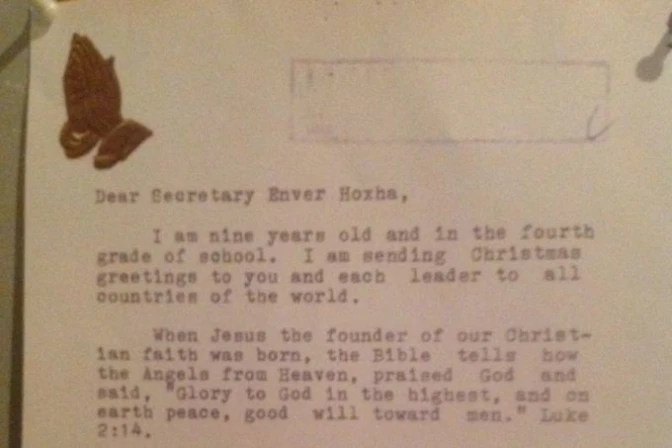 Dear Secretary Enver Hoxha,
I am nine years old and in the fourth
grade of school. I am sending Christmas
greetings to you and each leader to all
countries of the world.
When Jesus the founder of our Christ-
ian faith was born, the Bible tells how
the Angels from Heaven, praised God and
said, "Glory to God in the highest, and on
earth peace, good will toward men." Luke
2:14.